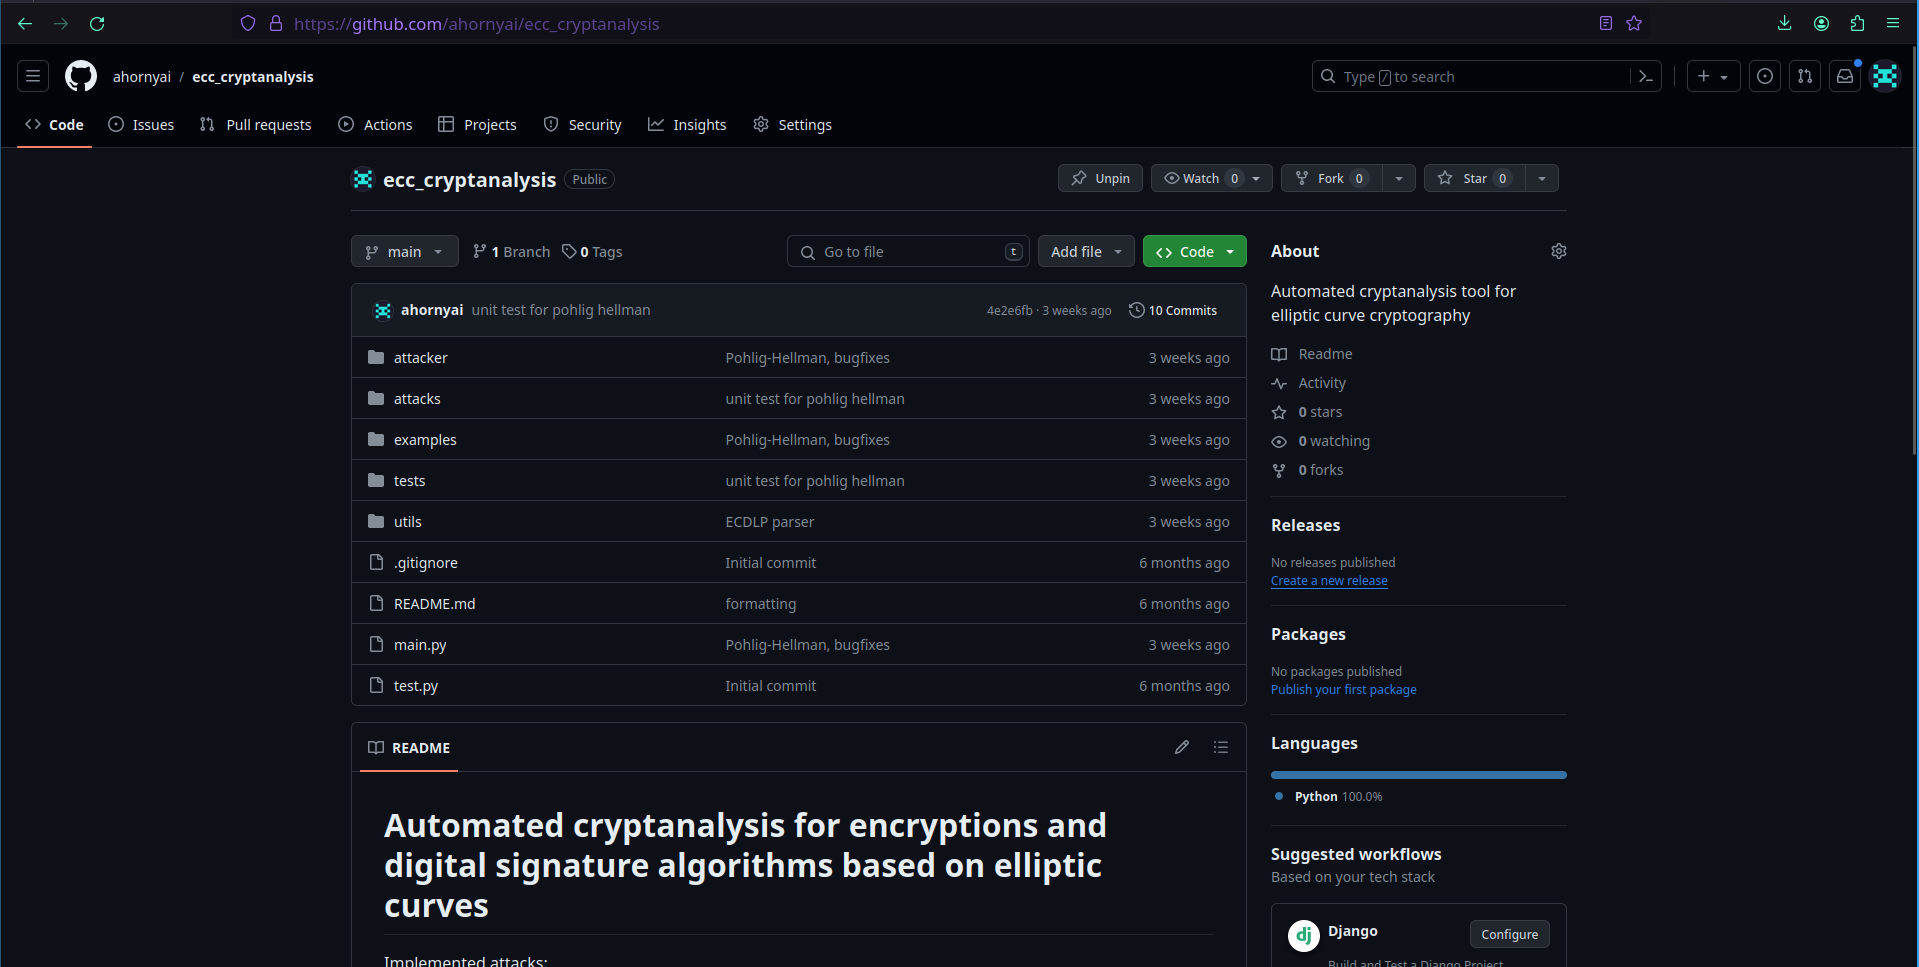 https://github.com/ahornyai/ecc_cryptanalysis
ahornyai / ecc_cryptanalysis
Type / to search
Code Issues Pull requests Actions Projects Security Insights Settings
ecc_cryptanalysis Public
Unpin Watch 0 Fork 0 Star 0
main 1 Branch 0 Tags Go to file t Add file Code
ahornyai unit test for pohlig hellman 4e2e6fb · 3 weeks ago 10 Commits
attacker Pohlig-Hellman, bugfixes 3 weeks ago
attacks unit test for pohlig hellman 3 weeks ago
examples Pohlig-Hellman, bugfixes 3 weeks ago
tests unit test for pohlig hellman 3 weeks ago
utils ECDLP parser 3 weeks ago
.gitignore Initial commit 6 months ago
README.md formatting 6 months ago
main.py Pohlig-Hellman, bugfixes 3 weeks ago
test.py Initial commit 6 months ago
README
Automated cryptanalysis for encryptions and
digital signature algorithms based on elliptic
curves
Implemented attacks:
About
Automated cryptanalysis tool for
elliptic curve cryptography
Readme
Activity
0 stars
0 watching
0 forks
Releases
No releases published
Create a new release
Packages
No packages published
Publish your first package
Languages
Python 100.0%
Suggested workflows
Based on your tech stack
dj Django Configure
Build and Test a Django Project